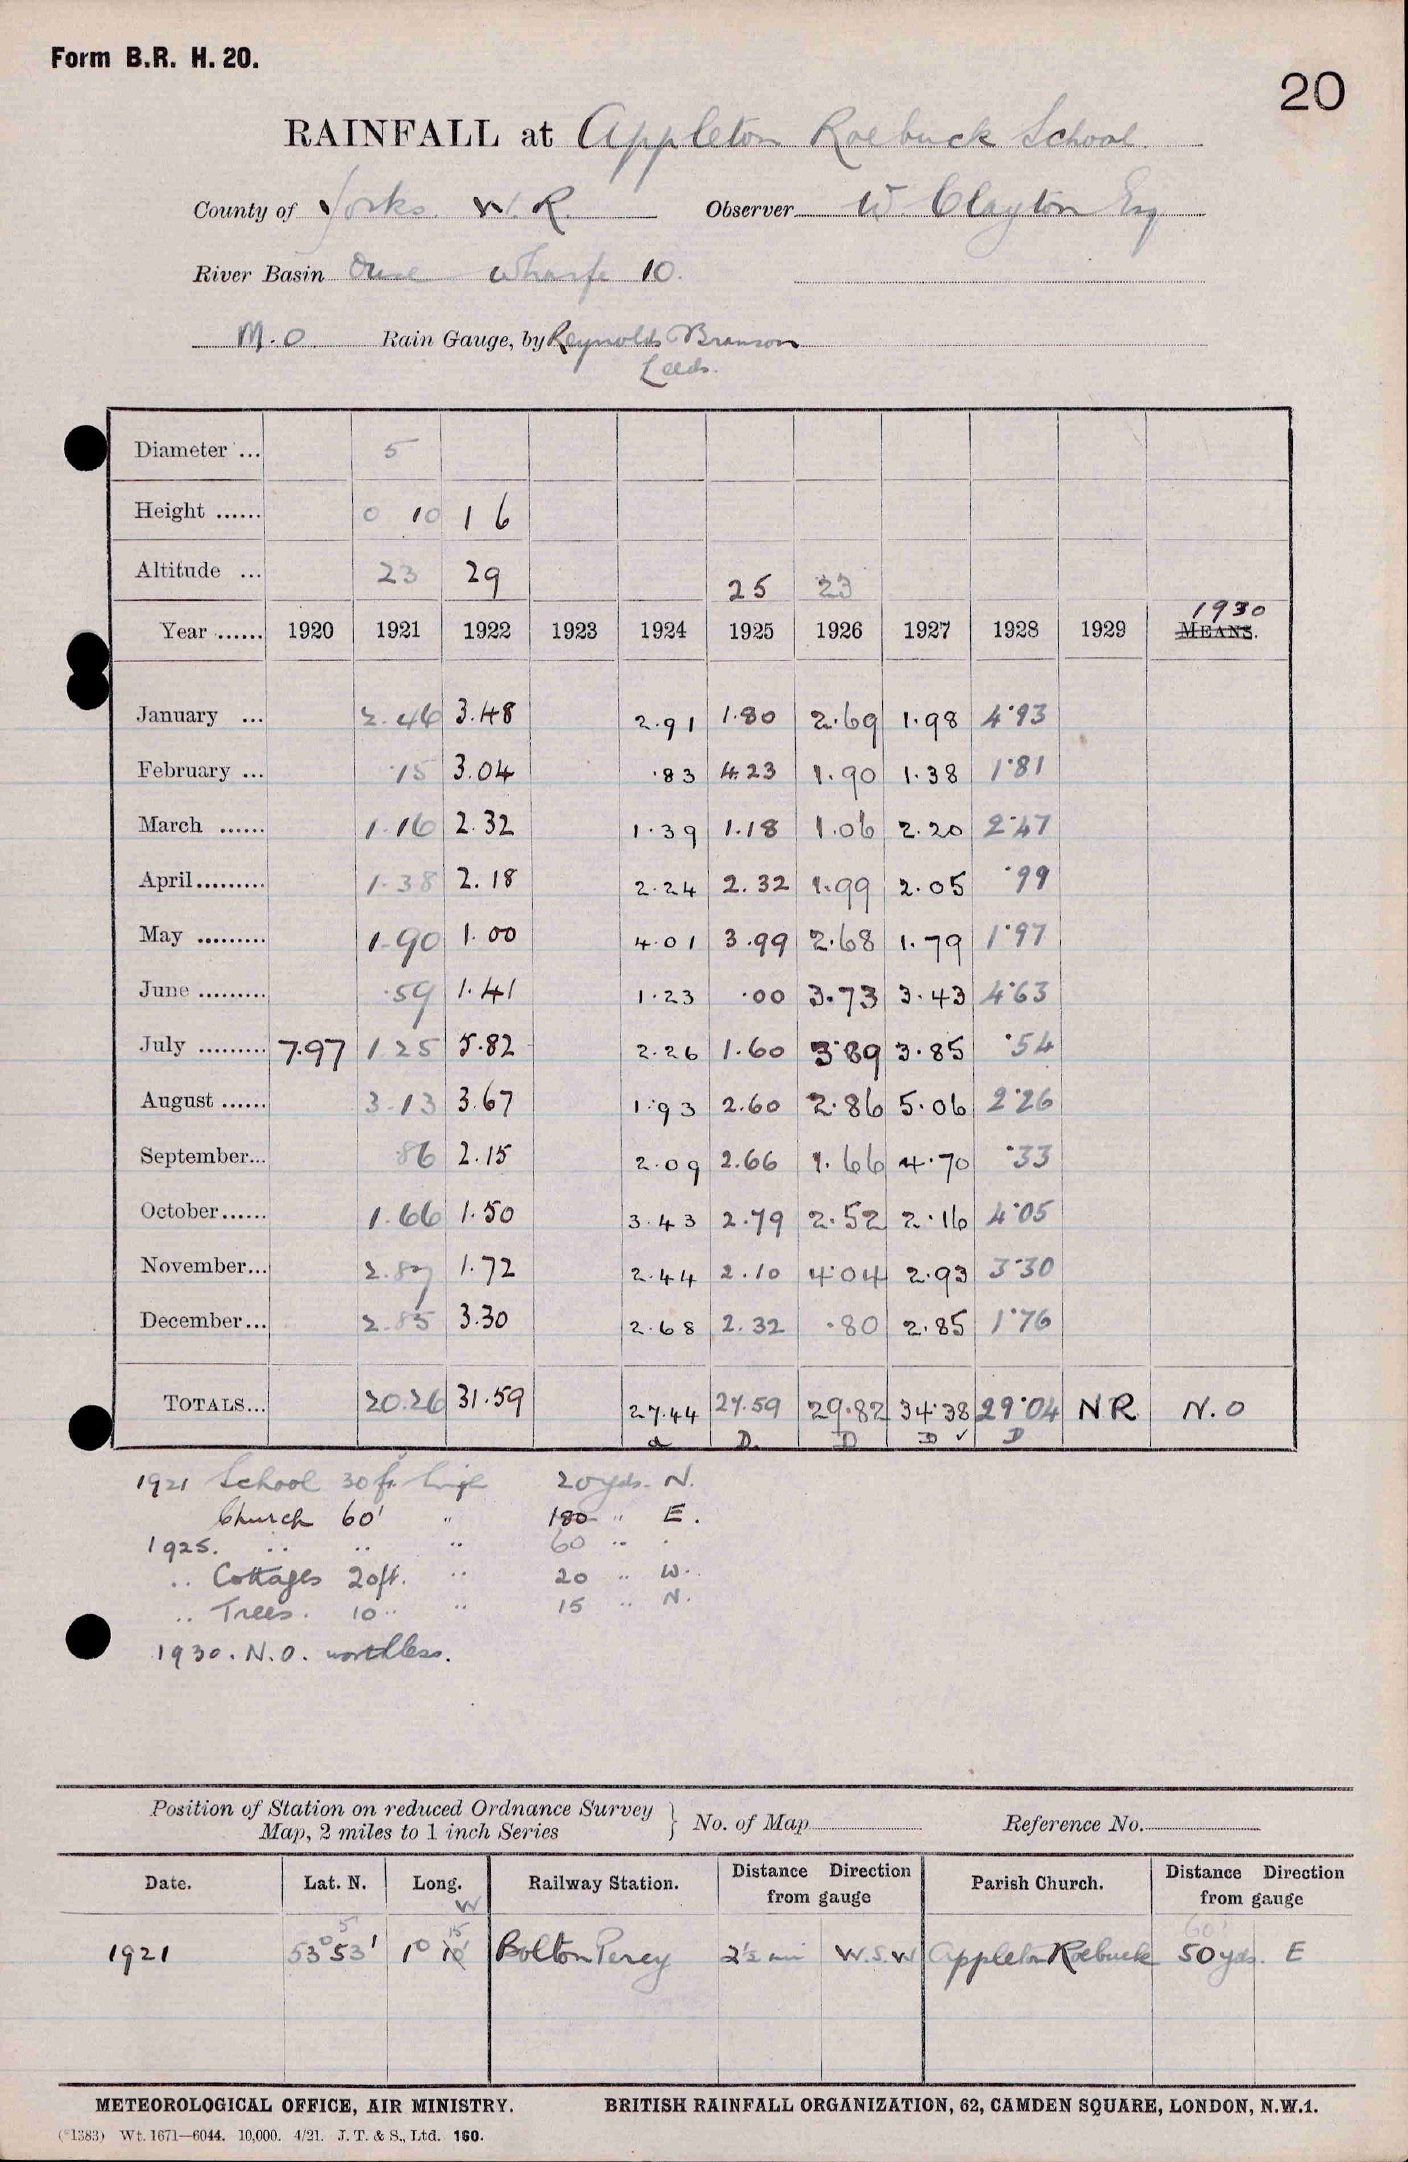 Form B.R. H. 20.
20
RAINFALL at Appleton Roebuck School
County of Yorks. W.R. Observer W. Clayton Esq
River Basin Ouse Wharfe 10.
M.O. Rain Gauge, by Reynolds Branson
Leeds.
Diameter ... 5
Height ...... 0 10 1 6
Altitude ... 23 29 25 23
1930
Year ...... 1920 1921 1922 1923 1924 1925 1926 1927 1928 1929 MEANS.
January ... 2.46 3.48 2.91 1.80 2.69 1.98 4.93
February ... .15 3.04 .83 4.23 1.90 1.38 1.81
March ...... 1.16 2.32 1.39 1.18 1.06 2.20 2.47
April......... 1.38 2.18 2.24 2.32 1.99 2.05 .99
May ......... 1.90 1.00 4.01 3.99 2.68 1.79 1.97
June ......... .59 1.41 1.23 .00 3.73 3.43 4.63
July ......... 7.97 1.25 5.82 2.26 1.60 3.89 3.85 .54
August ...... 3.13 3.67 1.93 2.60 2.86 5.06 2.26
September... .86 2.15 2.09 2.66 1.66 4.70 .33
October...... 1.66 1.50 3.43 2.79 2.52 2.16 4.05
November... 2.87 1.72 2.44 2.10 4.04 2.93 3.30
December... 2.85 3.30 2.68 2.32 .80 2.85 1.76
TOTALS... 20.26 31.59 27.44 27.59 29.82 34.38 29.04 NR N.O
a D. D D ✓ D
1921 School 30 ft. high 20 yds. N.
Church 60' " 180 " E.
1925. .. .. .. 60 .. .
.. Cottages 20ft. .. 20 .. W.
.. Trees. 10 .. .. 15 .. N.
1930. N.O. worthless.
Position of Station on reduced Ordnance Survey
Map, 2 miles to 1 inch Series } No. of Map Reference No.
Date. Lat. N. Long. W Railway Station. Distance Direction from gauge Parish Church. Distance Direction from gauge
5 15 60'
1921 53° 53' 1° 10' Bolton Percy 2½ mi W.S.W Appleton Roebuck 50 yds. E
METEOROLOGICAL OFFICE, AIR MINISTRY. BRITISH RAINFALL ORGANIZATION, 62, CAMDEN SQUARE, LONDON, N.W.1.
(*1383) Wt. 1671—6044. 10,000. 4/21. J. T. & S., Ltd. 160.